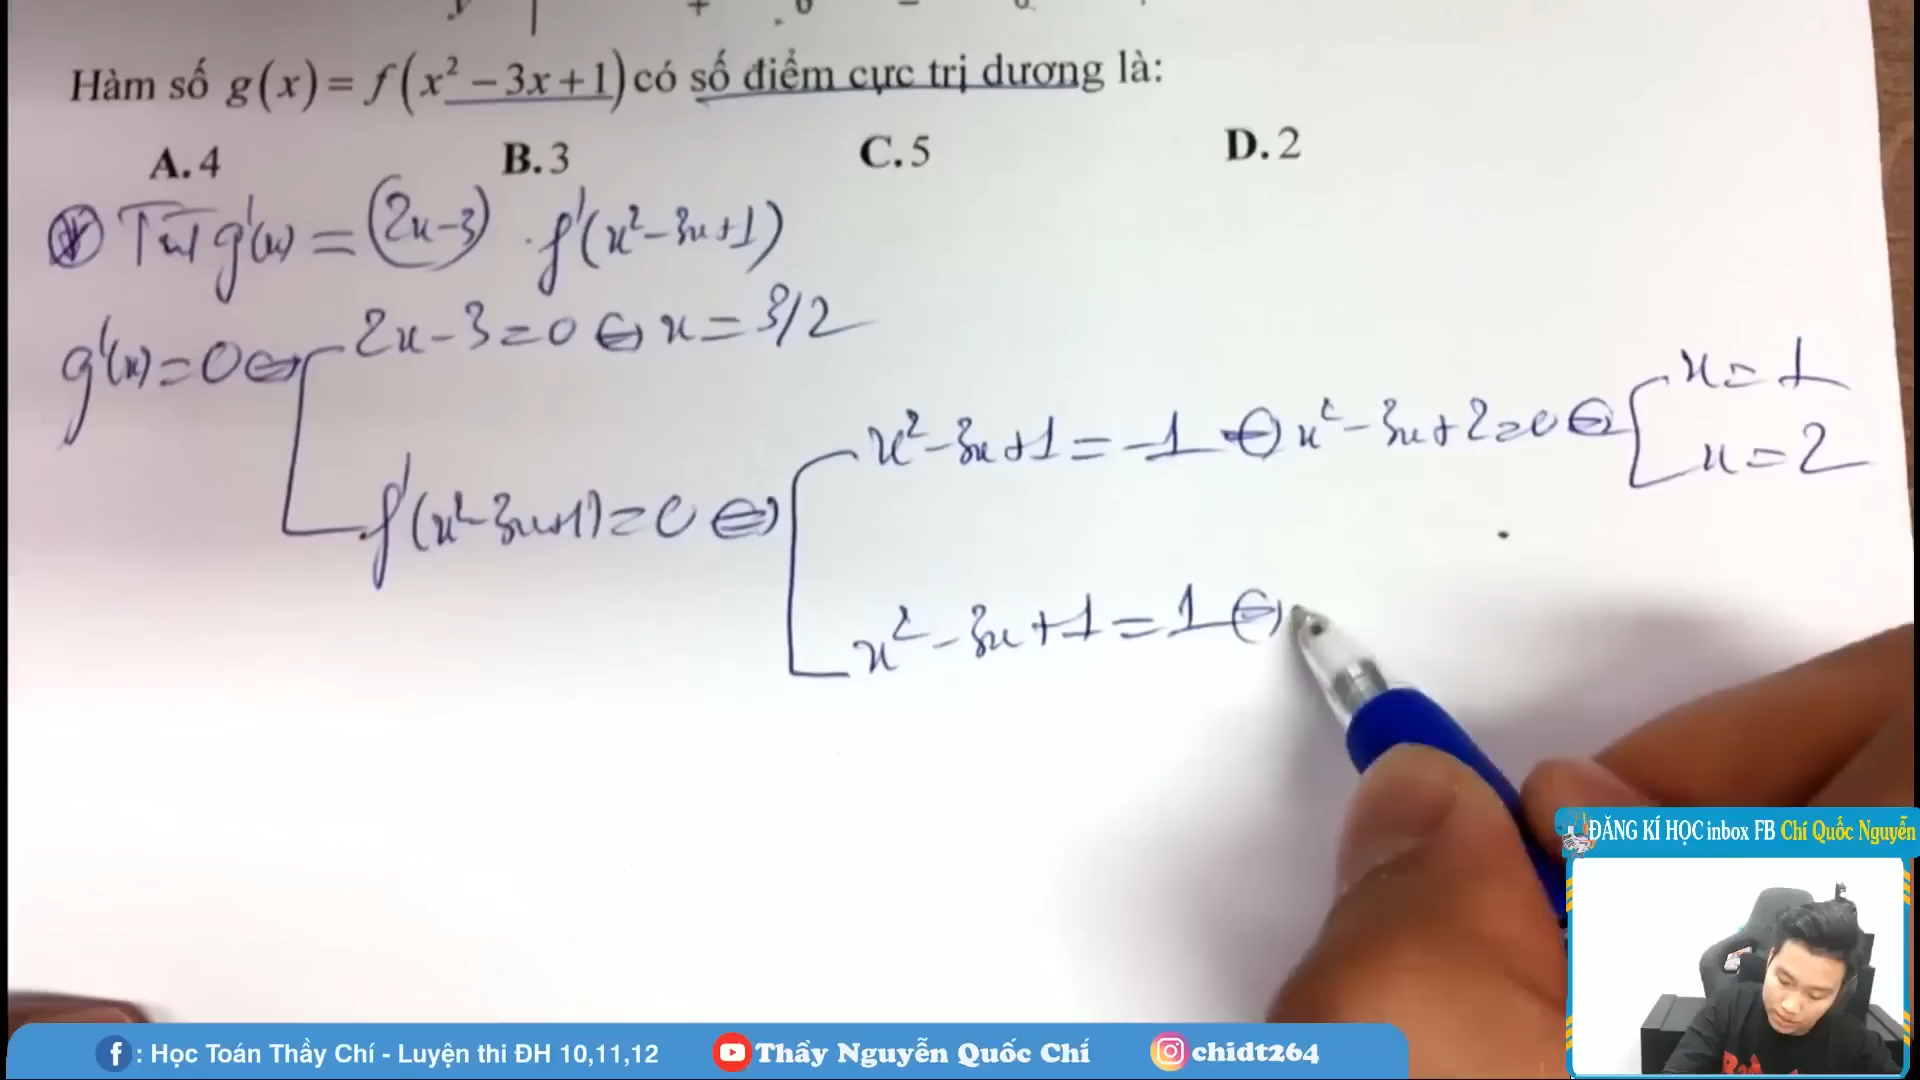 Hàm số g(x) = f(x² − 3x + 1) có số điểm cực trị dương là:
A. 4 B. 3 C. 5 D. 2
g'(x) = (2x-3) . f'(x²-3x+1)
g'(x)=0 ⇔ 2x-3=0 ⇔ x=3/2
f'(x²-3x+1)=0 ⇔
x²-3x+1=-1 ⇔ x²-3x+2=0 ⇔ x=1
x=2
x²-3x+1=1 ⇔
ĐĂNG KÍ HỌC inbox FB Chí Quốc Nguyễn
: Học Toán Thầy Chí - Luyện thi ĐH 10,11,12
Thầy Nguyễn Quốc Chí
chidt264